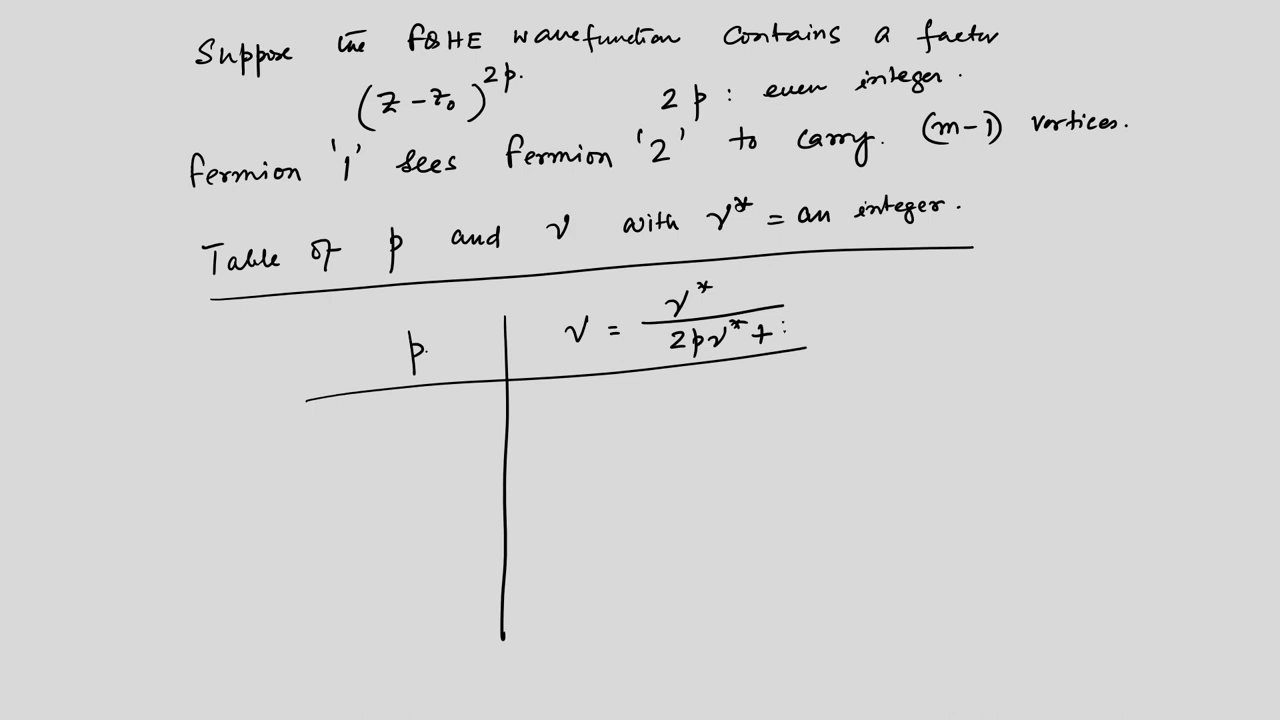 Suppose the FQHE wavefunction contains a factor
(z - z₀)^{2p}. 2p : even integer.
fermion '1' sees fermion '2' to carry. (m-1) vortices.
Table of p and ν with ν* = an integer.
p. ν = ν* / 2pν* +